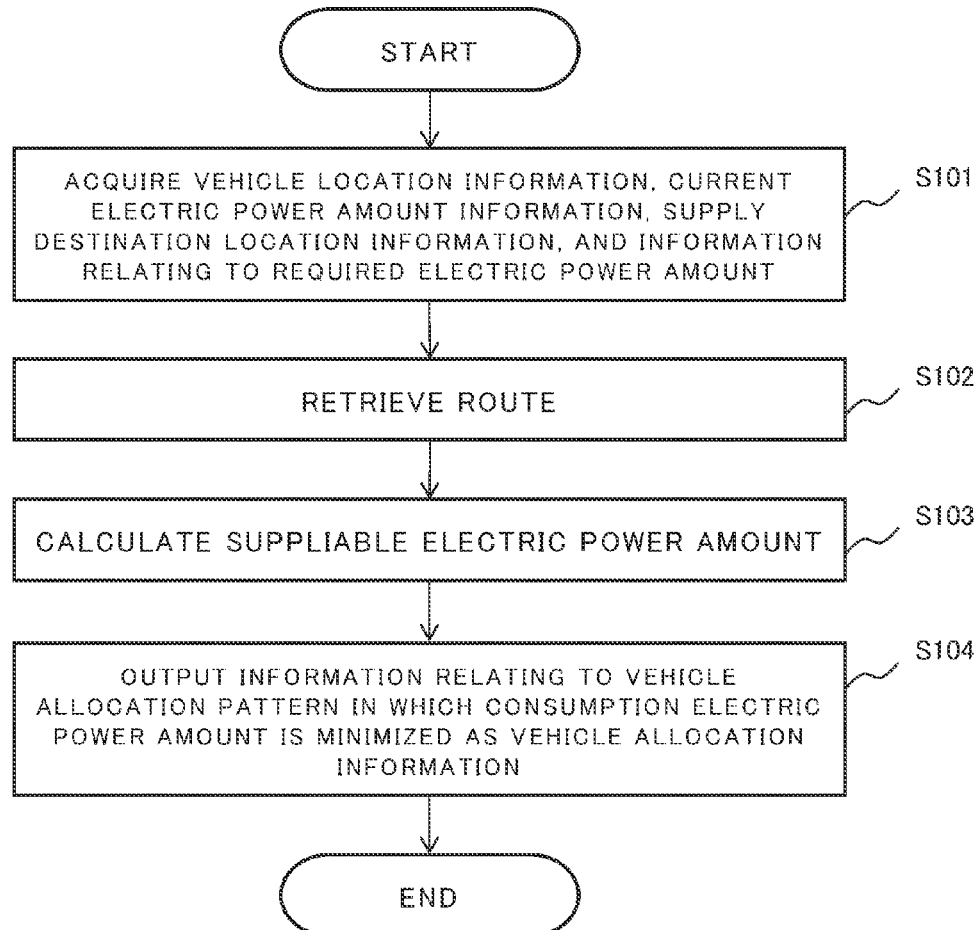 START
ACQUIRE VEHICLE LOCATION INFORMATION, CURRENT
ELECTRIC POWER AMOUNT INFORMATION, SUPPLY
DESTINATION LOCATION INFORMATION, AND INFORMATION
RELATING TO REQUIRED ELECTRIC POWER AMOUNT
S101
RETRIEVE ROUTE
S102
CALCULATE SUPPLIABLE ELECTRIC POWER AMOUNT
S103
OUTPUT INFORMATION RELATING TO VEHICLE
ALLOCATION PATTERN IN WHICH CONSUMPTION ELECTRIC
POWER AMOUNT IS MINIMIZED AS VEHICLE ALLOCATION
INFORMATION
S104
END